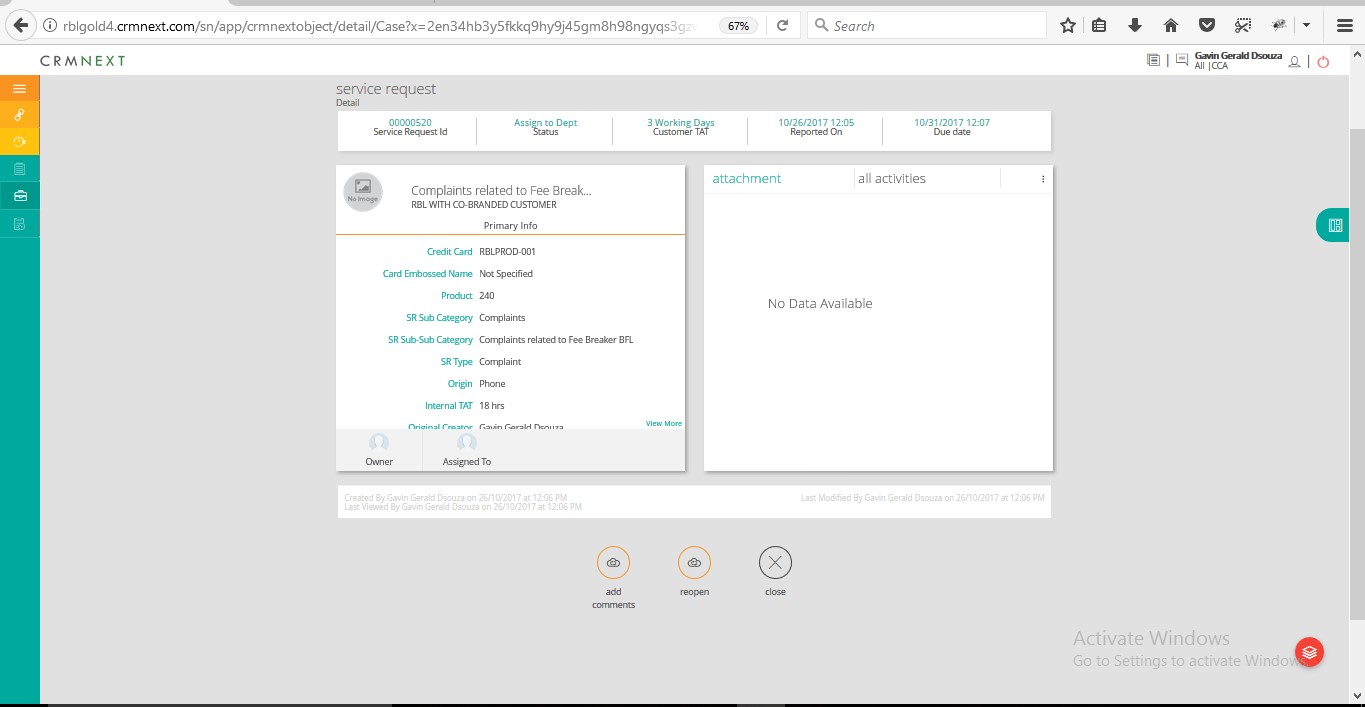 rblgold4.crmnext.com/sn/app/crmnextobject/detail/Case?x=2en34hb3y5fkkq9hy9j45gm8h98ngyqs3gzv
67%
Search
CRMNEXT
Gavin Gerald Dsouza
All |CCA
service request
Detail
00000520
Service Request Id
Assign to Dept
Status
3 Working Days
Customer TAT
10/26/2017 12:05
Reported On
10/31/2017 12:07
Due date
No Image
Complaints related to Fee Break...
RBL WITH CO-BRANDED CUSTOMER
Primary Info
Credit Card RBLPROD-001
Card Embossed Name Not Specified
Product 240
SR Sub Category Complaints
SR Sub-Sub Category Complaints related to Fee Breaker BFL
SR Type Complaint
Origin Phone
Internal TAT 18 hrs
Original Creator Gavin Gerald Dsouza
View More
Owner
Assigned To
attachment
all activities
No Data Available
Created By Gavin Gerald Dsouza on 26/10/2017 at 12:06 PM
Last Viewed By Gavin Gerald Dsouza on 26/10/2017 at 12:06 PM
Last Modified By Gavin Gerald Dsouza on 26/10/2017 at 12:06 PM
add
comments
reopen
close
Activate Windows
Go to Settings to activate Windows